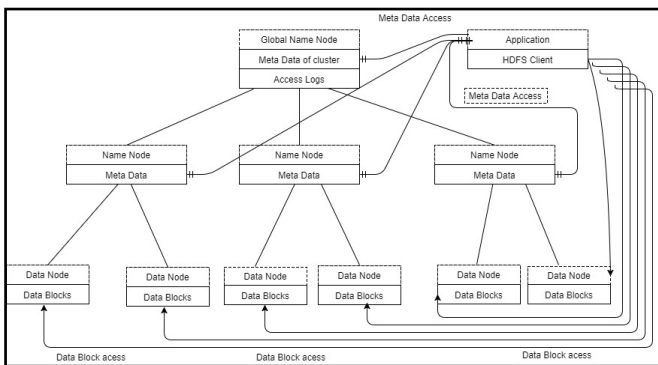 Meta Data Access
Global Name Node
Meta Data of cluster
Access Logs
Application
HDFS Client
Meta Data Access
Name Node
Meta Data
Name Node
Meta Data
Name Node
Meta Data
Data Node
Data Blocks
Data Node
Data Blocks
Data Node
Data Blocks
Data Node
Data Blocks
Data Node
Data Blocks
Data Node
Data Blocks
Data Block acess
Data Block acess
Data Block acess